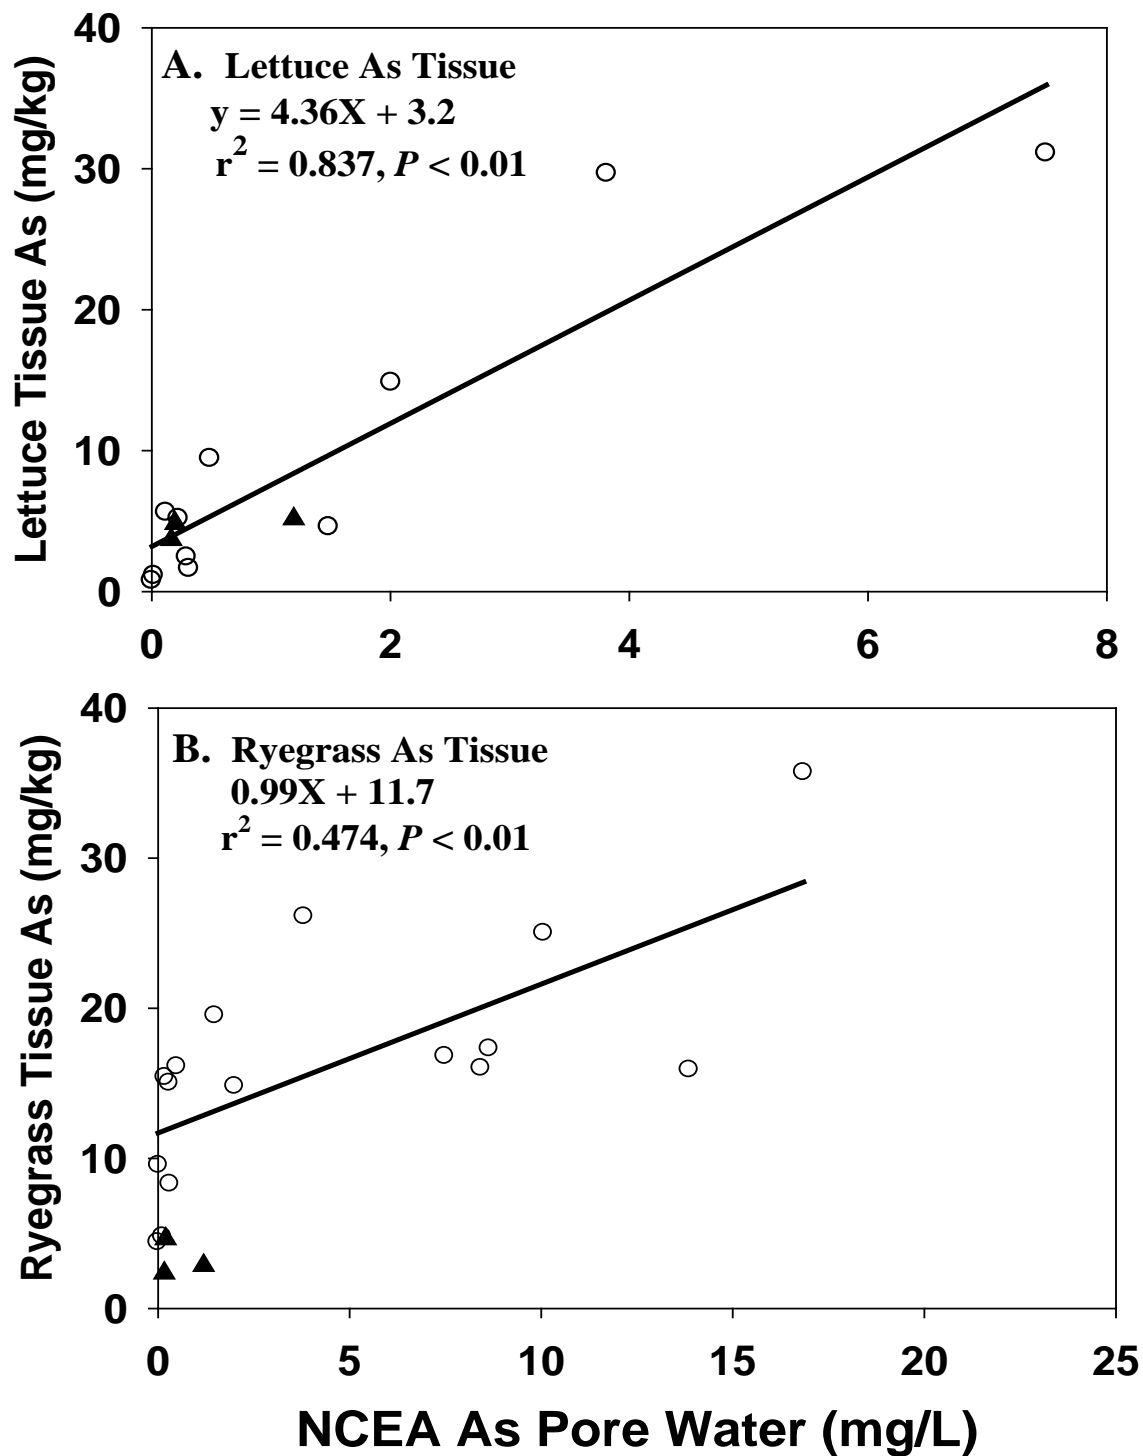 40
30
20
10
0
Lettuce Tissue As (mg/kg)
A. Lettuce As Tissue
y = 4.36X + 3.2
r² = 0.837, P < 0.01
0 2 4 6 8
40
30
20
10
0
Ryegrass Tissue As (mg/kg)
B. Ryegrass As Tissue
0.99X + 11.7
r² = 0.474, P < 0.01
0 5 10 15 20 25
NCEA As Pore Water (mg/L)